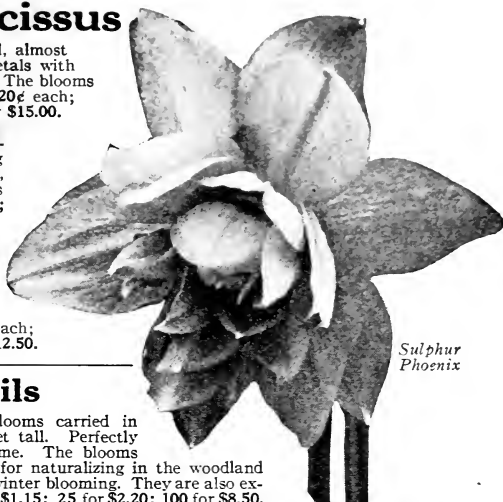 cissus
, almost
etals with
The blooms
20¢ each;
$15.00.
s
;
ach;
2.50.
Sulphur
Phoenix
ils
looms carried in
et tall. Perfectly
me. The blooms
for naturalizing in the woodland
inter blooming. They are also ex-
$1.15; 25 for $2.20; 100 for $8.50.